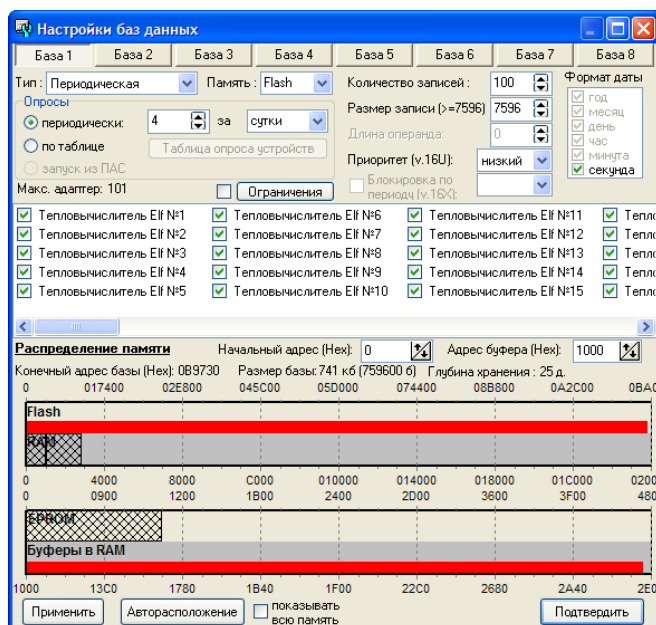 Настройки баз данных
База 1 База 2 База 3 База 4 База 5 База 6 База 7 База 8
Тип : Периодическая Память : Flash Количество записей : 100 Формат даты
Опросы
периодически: 4 за сутки Размер записи (>=7596) 7596
год
месяц
день
час
минута
секунда
по таблице Таблица опроса устройств Длина операнда: 0
запуск из ПАС Приоритет (v.16U): низкий
Макс. адаптер: 101 Ограничения Блокировка по периоду (v.16X):
Тепловычислитель Elf №1 Тепловычислитель Elf №6 Тепловычислитель Elf №11 Тепло
Тепловычислитель Elf №2 Тепловычислитель Elf №7 Тепловычислитель Elf №12 Тепло
Тепловычислитель Elf №3 Тепловычислитель Elf №8 Тепловычислитель Elf №13 Тепло
Тепловычислитель Elf №4 Тепловычислитель Elf №9 Тепловычислитель Elf №14 Тепло
Тепловычислитель Elf №5 Тепловычислитель Elf №10 Тепловычислитель Elf №15 Тепло
Распределение памяти Начальный адрес (Hex): 0 Адрес буфера (Hex): 1000
Конечный адрес базы (Hex): 0B9730 Размер базы: 741 кб (759600 б) Глубина хранения : 25 д.
0 017400 02E800 045C00 05D000 074400 08B800 0A2C00 0BA0
Flash
RAM
0 4000 8000 C000 010000 014000 018000 01C000 0200
0 0900 1200 1B00 2400 2D00 3600 3F00 480
EPROM
Буферы в RAM
1000 13C0 1780 1B40 1F00 22C0 2680 2A40 2E0
Применить Авторасположение показывать всю память Подтвердить